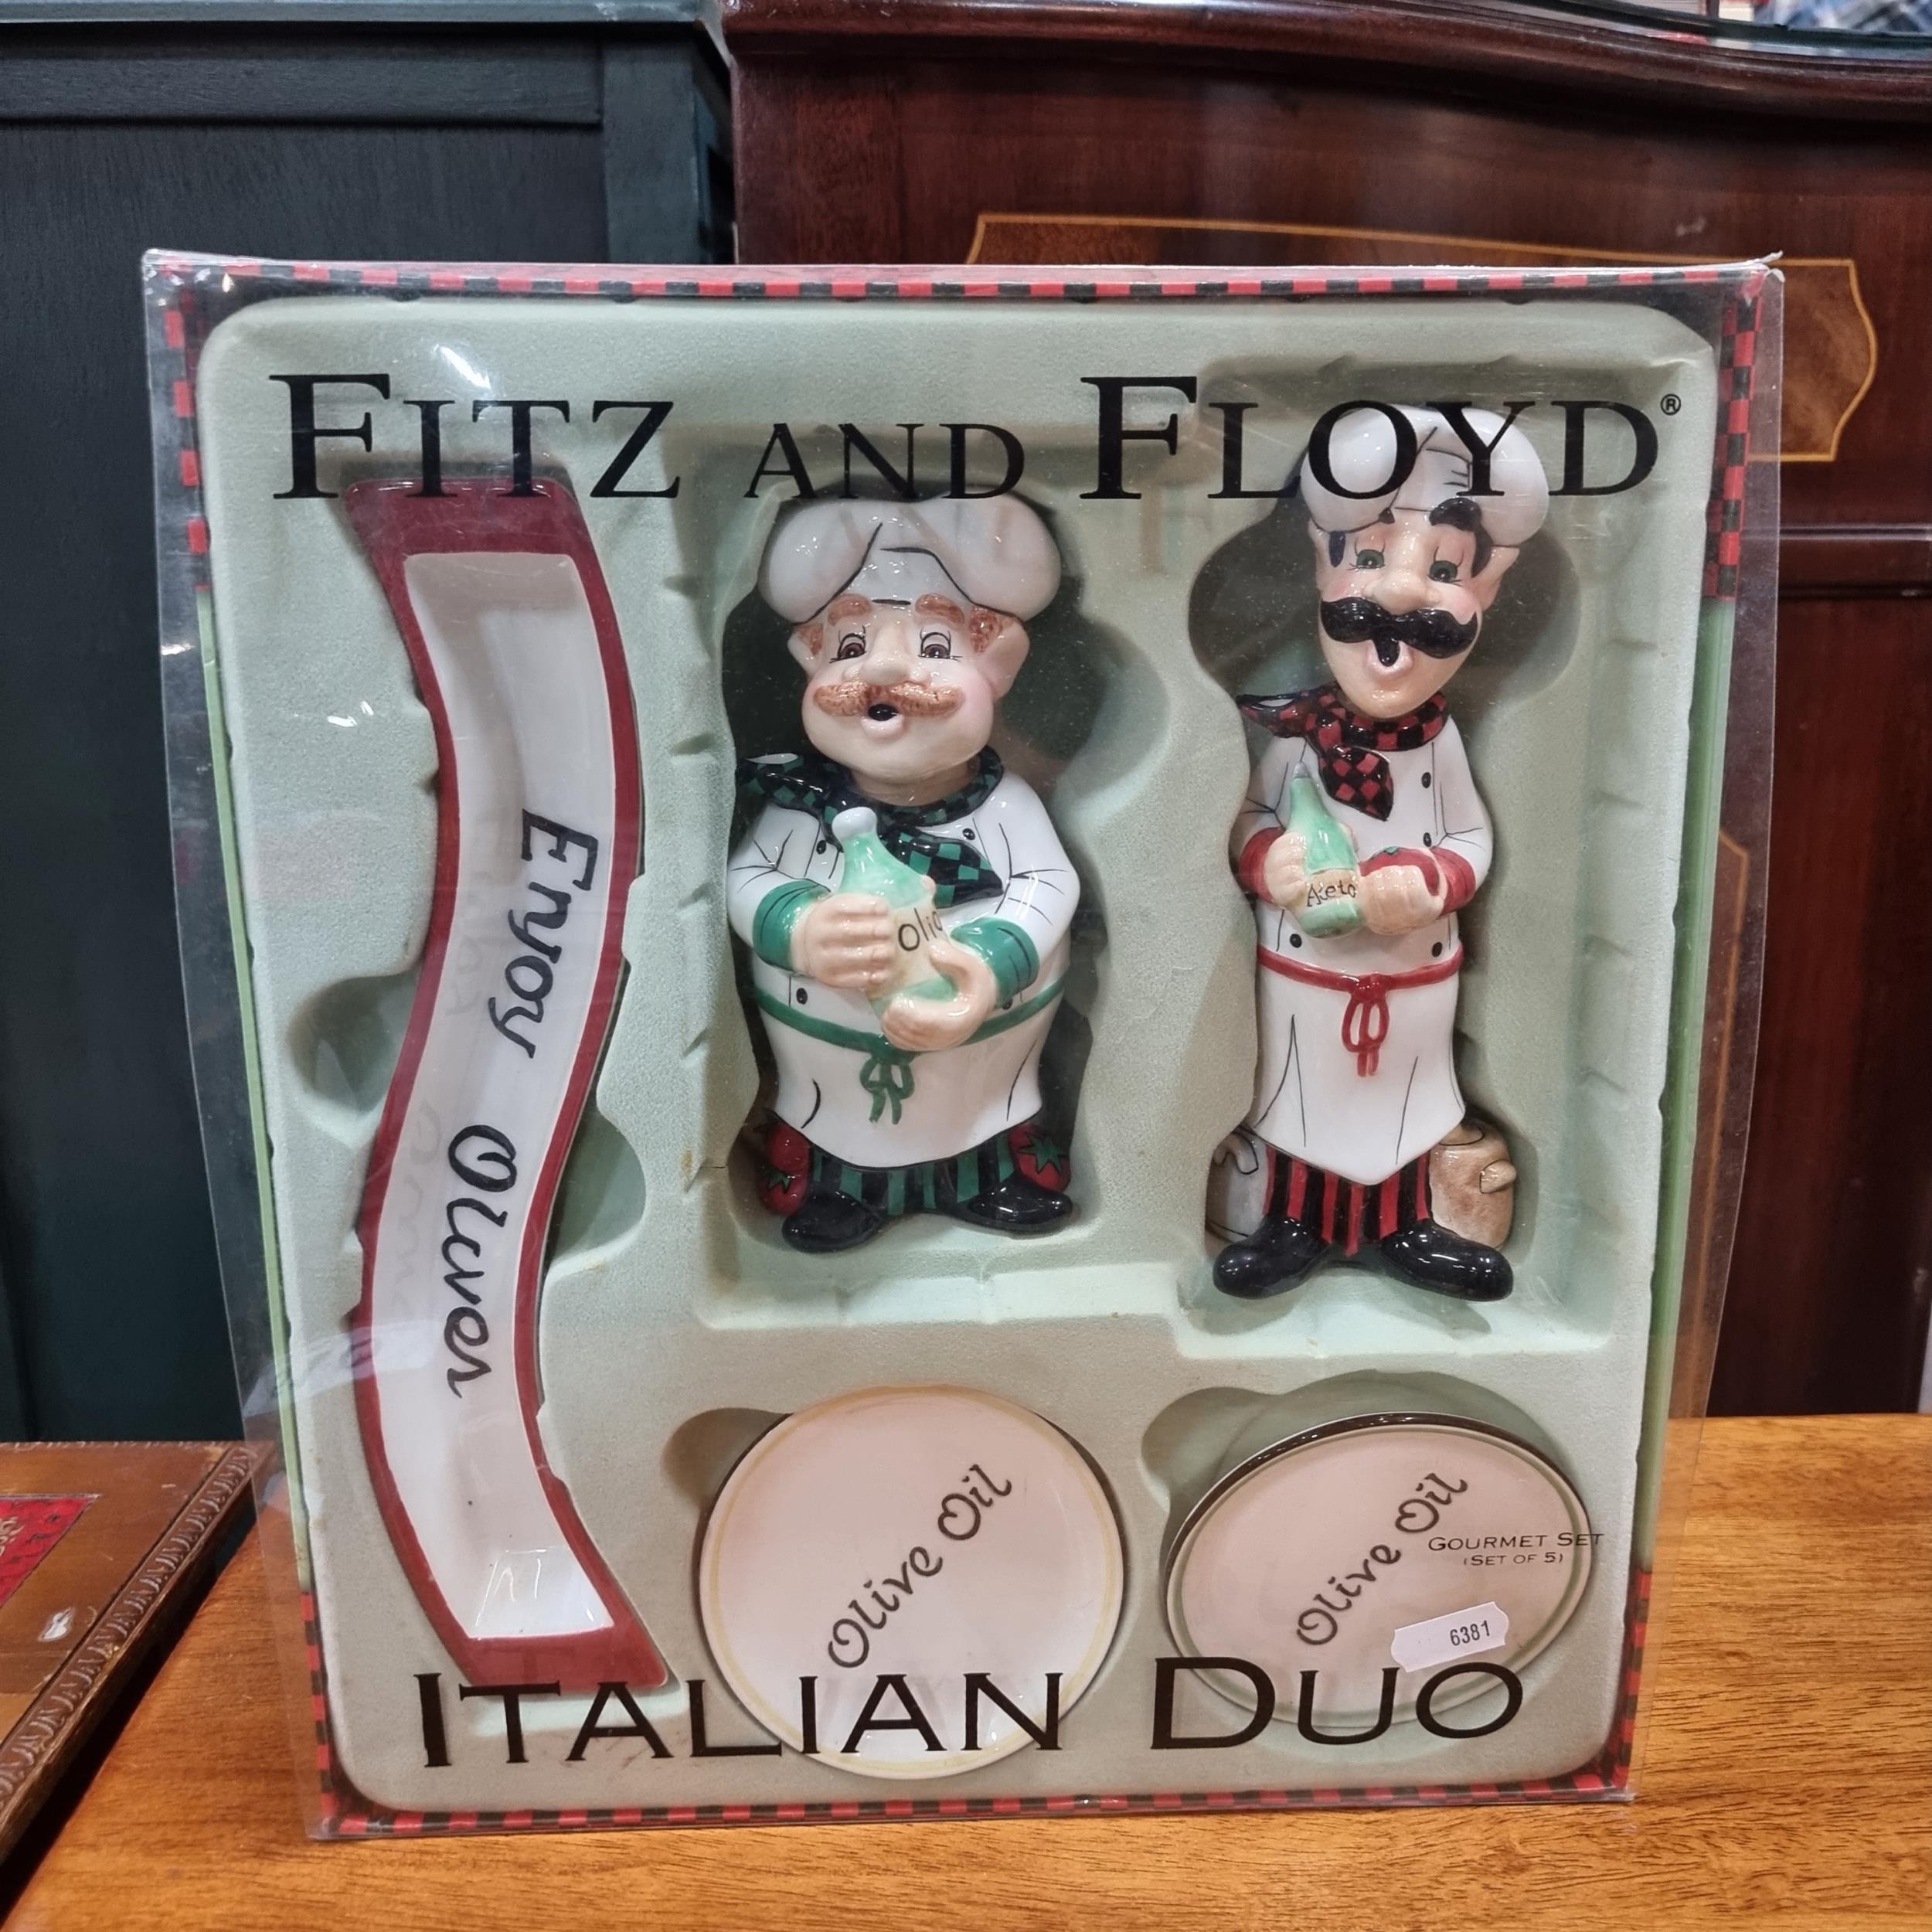 FITZ AND FLOYD®
Enjoy Olives
Olio
Aceto
Olive Oil
Olive Oil
GOURMET SET
(SET OF 5)
6381
ITALIAN DUO